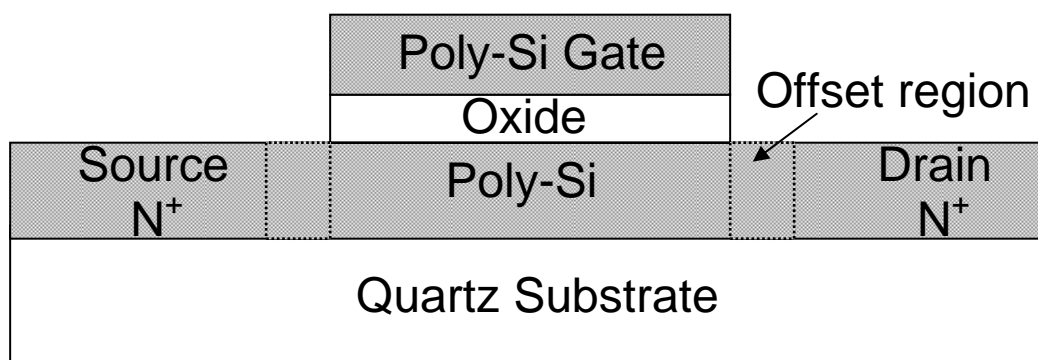 Poly-Si Gate
Oxide
Offset region
Source
N⁺
Poly-Si
Drain
N⁺
Quartz Substrate